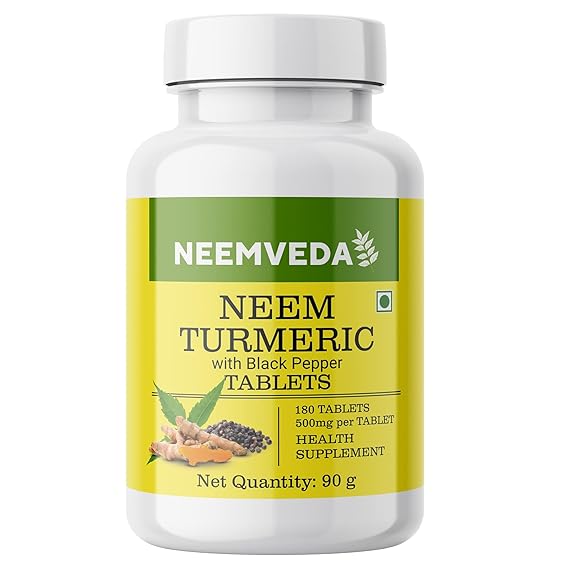 NEEMVEDA
NEEM
TURMERIC
with Black Pepper
TABLETS
180 TABLETS
500mg per TABLET
HEALTH
SUPPLEMENT
Net Quantity: 90 g